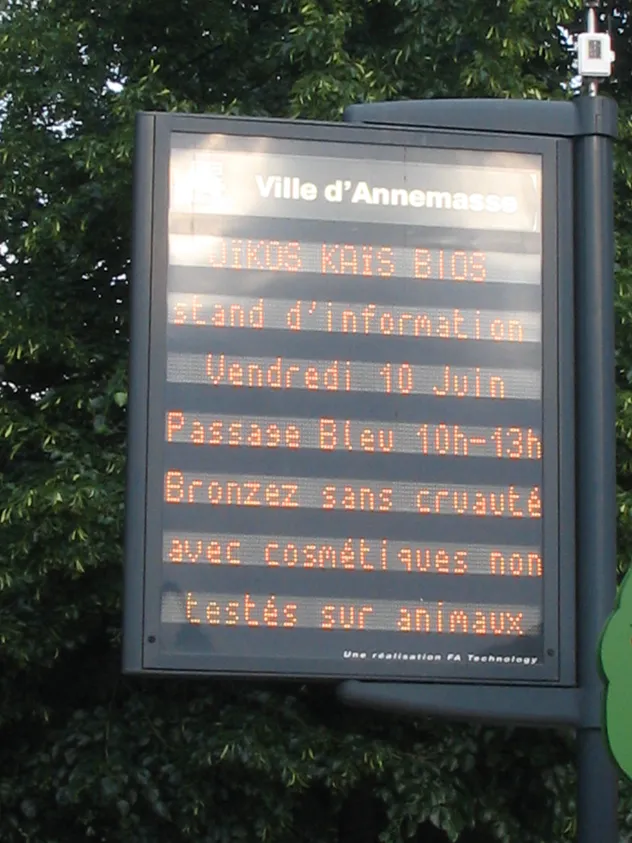 Ville d'Annemasse
OIKOS KAIS BIOS
stand d'information
Vendredi 10 Juin
Passage Bleu 10h-13h
Bronzez sans cruauté
avec cosmétiques non
testés sur animaux
Une réalisation FA Technology